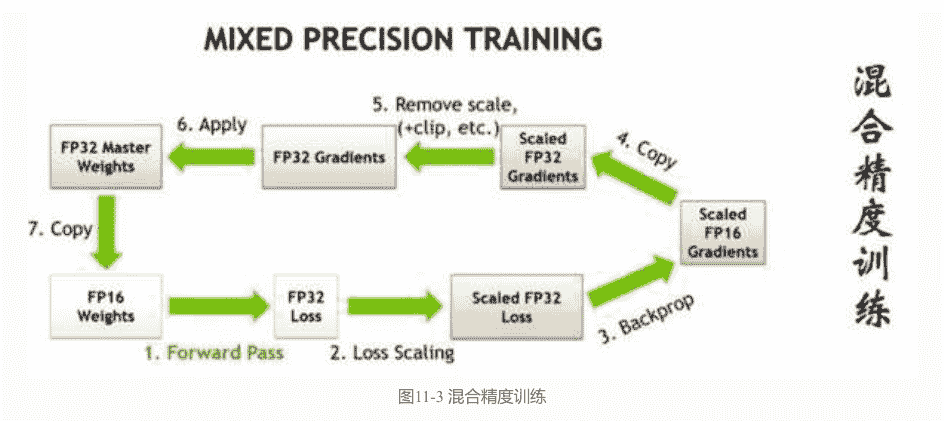 MIXED PRECISION TRAINING
混合精度训练
5. Remove scale,
(+clip, etc.)
6. Apply
4. Copy
FP32 Master
Weights
FP32 Gradients
Scaled
FP32
Gradients
Scaled
FP16
Gradients
7. Copy
FP16
Weights
FP32
Loss
Scaled FP32
Loss
3. Backprop
1. Forward Pass
2. Loss Scaling
图11-3 混合精度训练